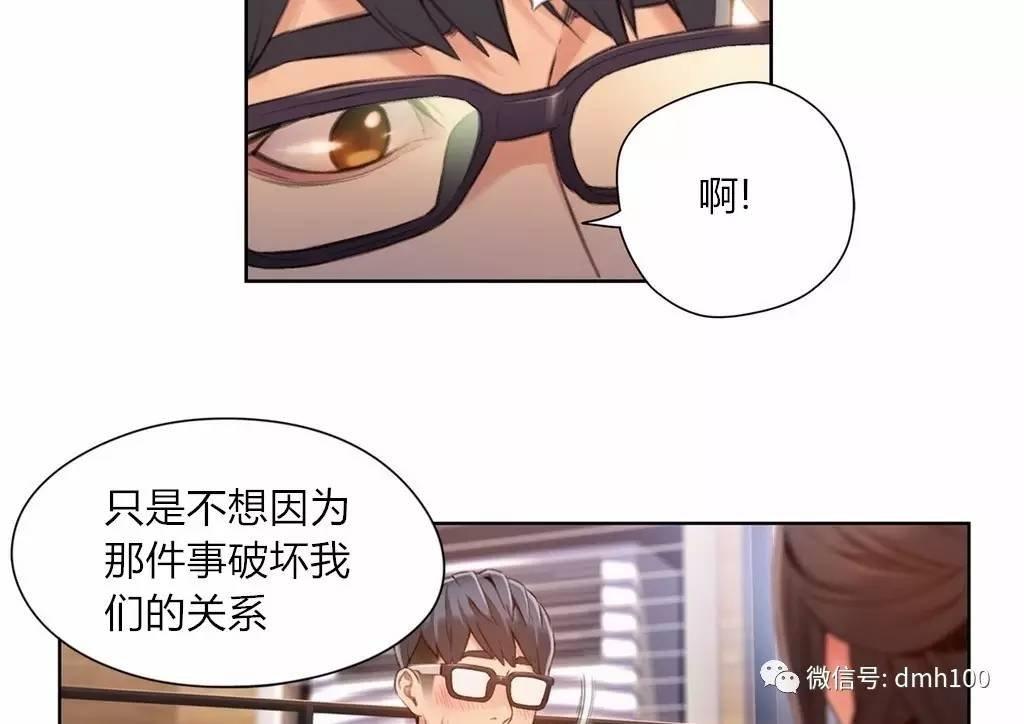 啊!
只是不想因为
那件事破坏我
们的关系
微信号: dmh100